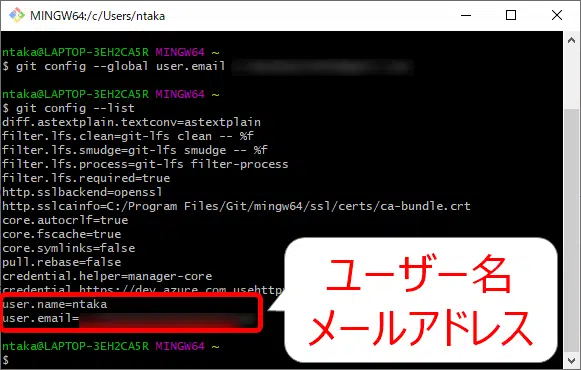 MINGW64:/c/Users/ntaka
ntaka@LAPTOP-3EH2CA5R MINGW64 ~
$ git config --global user.email
ntaka@LAPTOP-3EH2CA5R MINGW64 ~
$ git config --list
diff.astextplain.textconv=astextplain
filter.lfs.clean=git-lfs clean -- %f
filter.lfs.smudge=git-lfs smudge -- %f
filter.lfs.process=git-lfs filter-process
filter.lfs.required=true
http.sslbackend=openssl
http.sslcainfo=C:/Program Files/Git/mingw64/ssl/certs/ca-bundle.crt
core.autocrlf=true
core.fscache=true
core.symlinks=false
pull.rebase=false
credential.helper=manager-core
credential.https://dev.azure.com.usehttp
user.name=ntaka
user.email=
ユーザー名
メールアドレス
ntaka@LAPTOP-3EH2CA5R MINGW64 ~
$